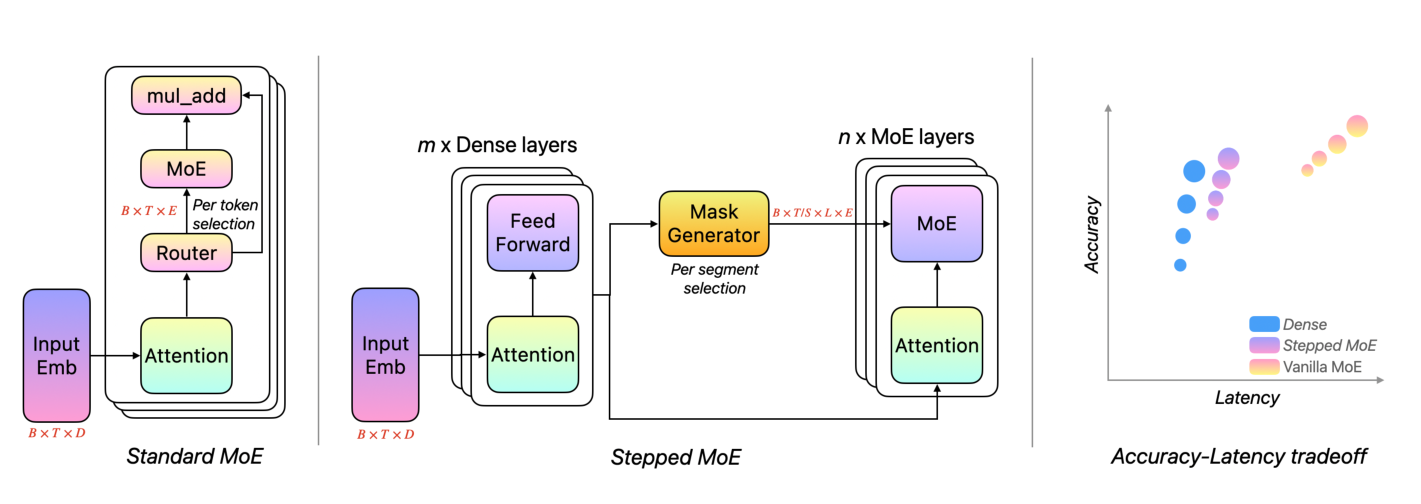 mul_add
MoE
B × T × E
Per token
selection
Router
Input
Emb
Attention
B × T × D
Standard MoE
m x Dense layers
Feed
Forward
Attention
Input
Emb
B × T × D
Mask
Generator
Per segment
selection
B × T/S × L × E
n x MoE layers
MoE
Attention
Stepped MoE
Accuracy
Dense
Stepped MoE
Vanilla MoE
Latency
Accuracy-Latency tradeoff